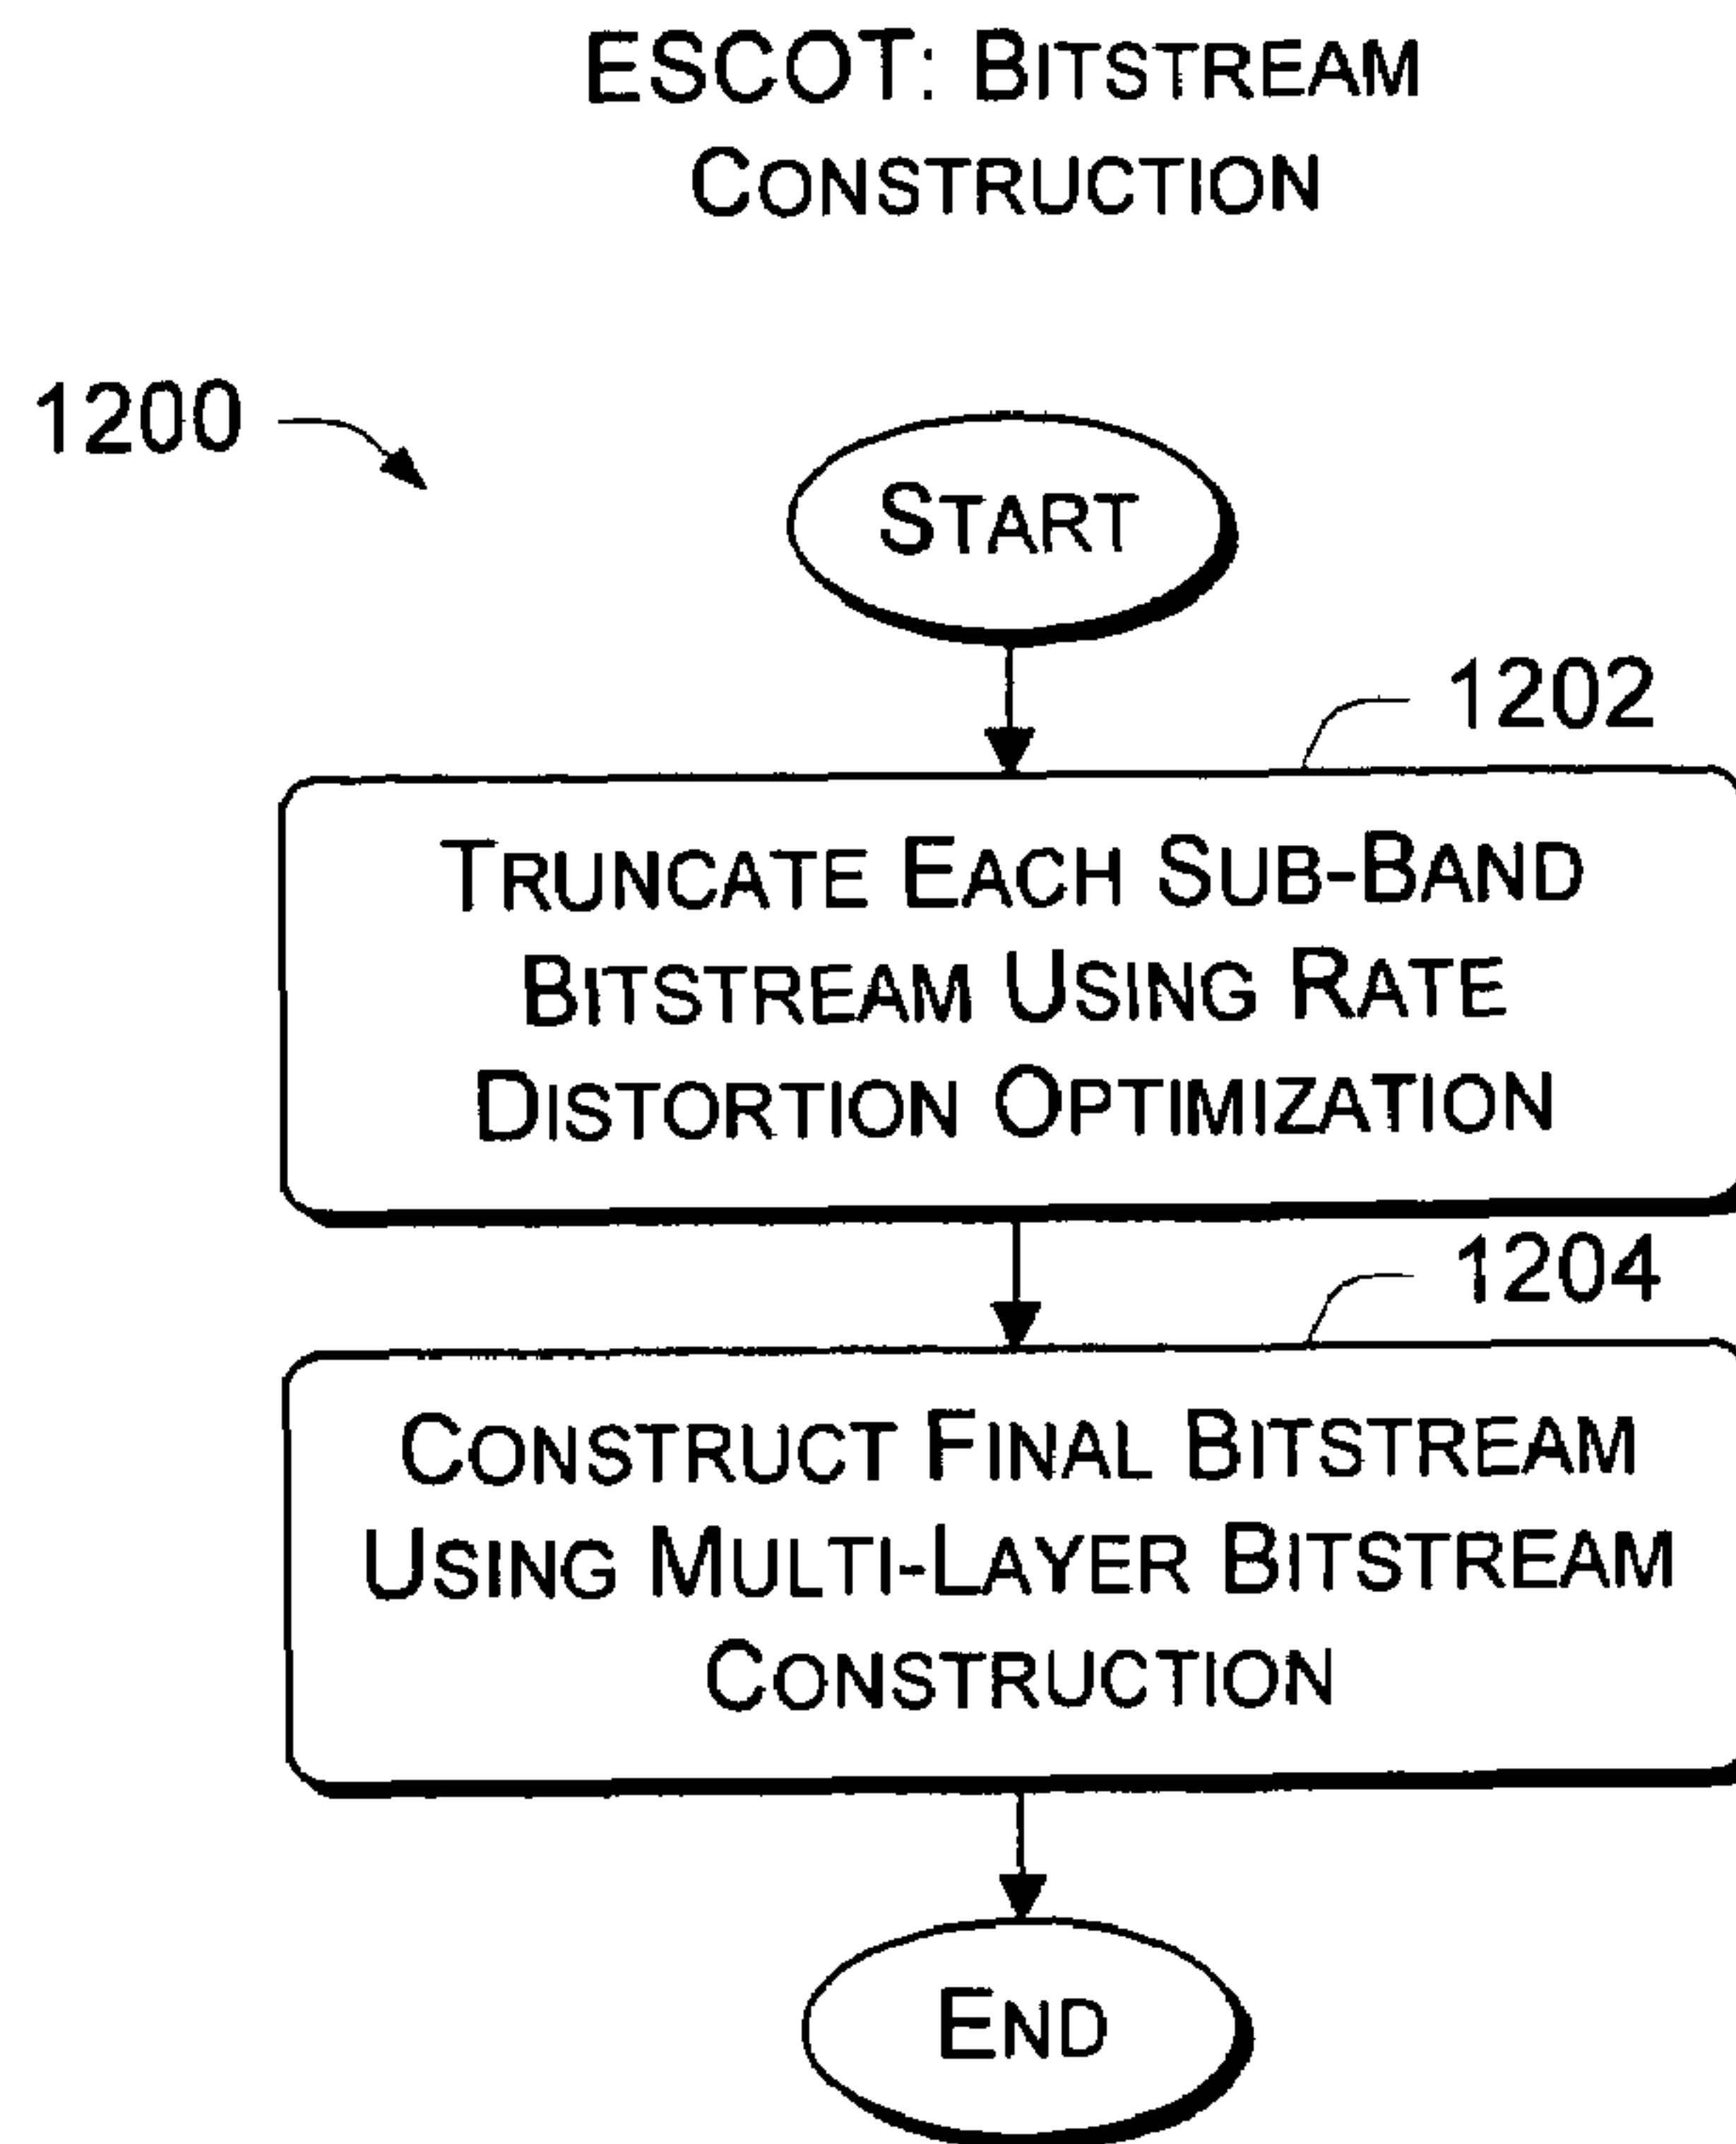 ESCOT: BITSTREAM
CONSTRUCTION
1200
START
1202
TRUNCATE EACH SUB-BAND
BITSTREAM USING RATE
DISTORTION OPTIMIZATION
1204
CONSTRUCT FINAL BITSTREAM
USING MULTI-LAYER BITSTREAM
CONSTRUCTION
END